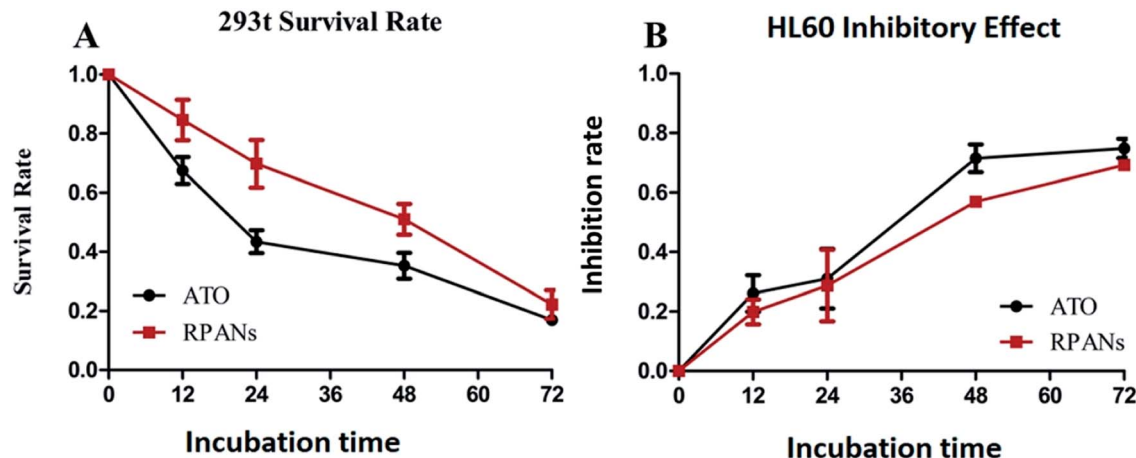 A
293t Survival Rate
Survival Rate
1.0
0.8
0.6
0.4
0.2
0.0
ATO
RPANs
0
12
24
36
48
60
72
Incubation time
B
HL60 Inhibitory Effect
Inhibition rate
1.0
0.8
0.6
0.4
0.2
0.0
ATO
RPANs
0
12
24
36
48
60
72
Incubation time